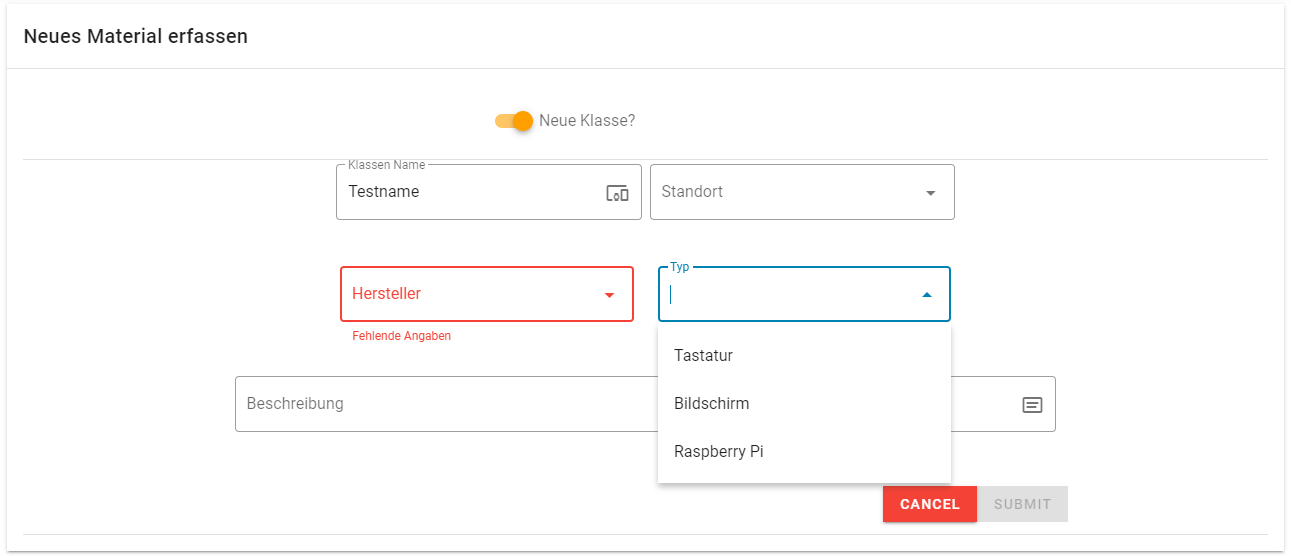 Neues Material erfassen
Neue Klasse?
Klassen Name
Testname
Standort
Typ
Hersteller
Fehlende Angaben
Tastatur
Bildschirm
Raspberry Pi
Beschreibung
CANCEL
SUBMIT